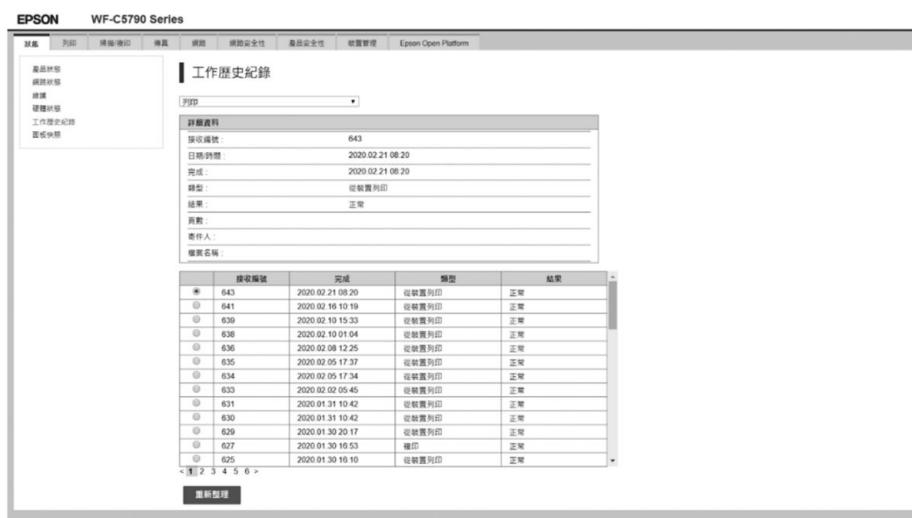 EPSON WF-C5790 Series
狀態 列印 掃描/複印 傳真 網路 網路安全性 產品安全性 裝置管理 Epson Open Platform
產品狀態
網路狀態
維護
硬體狀態
工作歷史紀錄
面板快照
工作歷史紀錄
列印
詳細資料
接收編號 : 643
日期/時間 : 2020.02.21 08:20
完成 : 2020.02.21 08:20
類型 : 從裝置列印
結果 : 正常
頁數 :
寄件人 :
檔案名稱 :
接收編號 完成 類型 結果
643 2020.02.21 08:20 從裝置列印 正常
641 2020.02.16 10:19 從裝置列印 正常
639 2020.02.10 15:33 從裝置列印 正常
638 2020.02.10 01:04 從裝置列印 正常
636 2020.02.08 12:25 從裝置列印 正常
635 2020.02.05 17:37 從裝置列印 正常
634 2020.02.05 17:34 從裝置列印 正常
633 2020.02.02 05:45 從裝置列印 正常
631 2020.01.31 10:42 從裝置列印 正常
630 2020.01.31 10:42 從裝置列印 正常
629 2020.01.30 20:17 從裝置列印 正常
627 2020.01.30 16:53 複印 正常
625 2020.01.30 16:10 從裝置列印 正常
< 1 2 3 4 5 6 >
重新整理